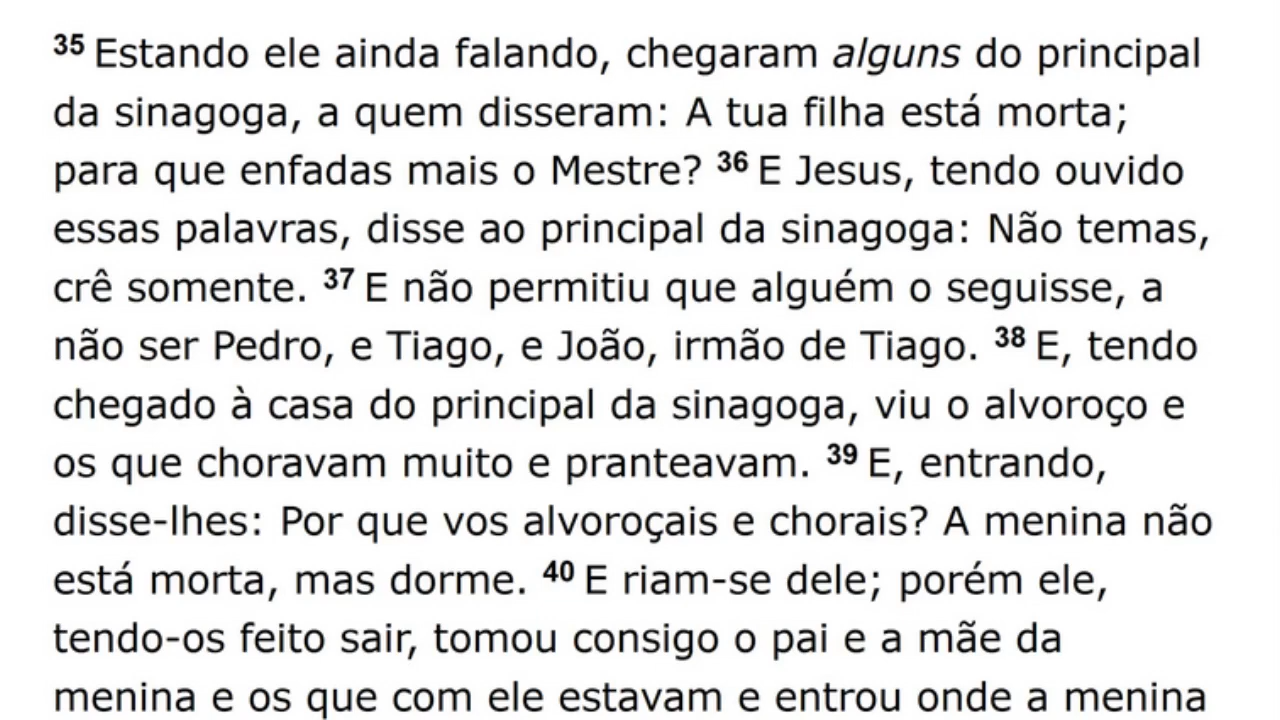 35 Estando ele ainda falando, chegaram alguns do principal
da sinagoga, a quem disseram: A tua filha está morta;
para que enfadas mais o Mestre? 36 E Jesus, tendo ouvido
essas palavras, disse ao principal da sinagoga: Não temas,
crê somente. 37 E não permitiu que alguém o seguisse, a
não ser Pedro, e Tiago, e João, irmão de Tiago. 38 E, tendo
chegado à casa do principal da sinagoga, viu o alvoroço e
os que choravam muito e pranteavam. 39 E, entrando,
disse-lhes: Por que vos alvoroçais e chorais? A menina não
está morta, mas dorme. 40 E riam-se dele; porém ele,
tendo-os feito sair, tomou consigo o pai e a mãe da
menina e os que com ele estavam e entrou onde a menina